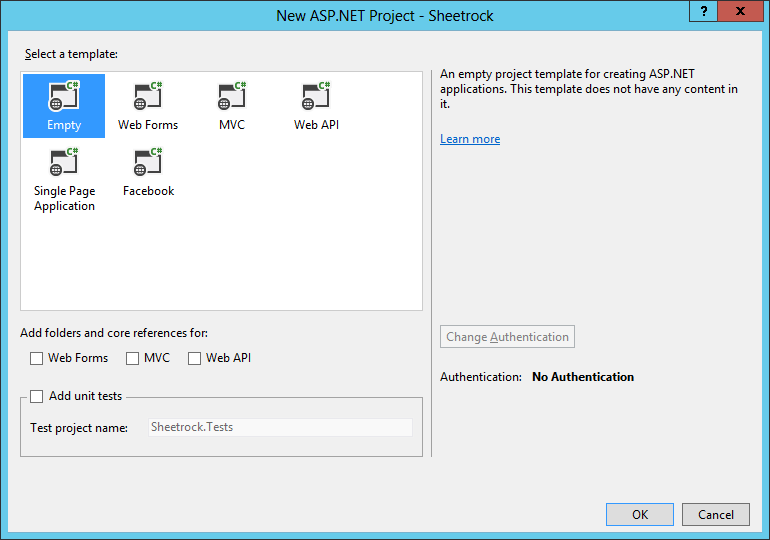 New ASP.NET Project - Sheetrock
?
X
Select a template:
C#
C#
C#
C#
Empty
Web Forms
MVC
Web API
C#
C#
Single Page
Application
Facebook
An empty project template for creating ASP.NET
applications. This template does not have any content in
it.
Learn more
Add folders and core references for:
Web Forms
MVC
Web API
Add unit tests
Test project name:
Sheetrock.Tests
Change Authentication
Authentication: No Authentication
OK
Cancel